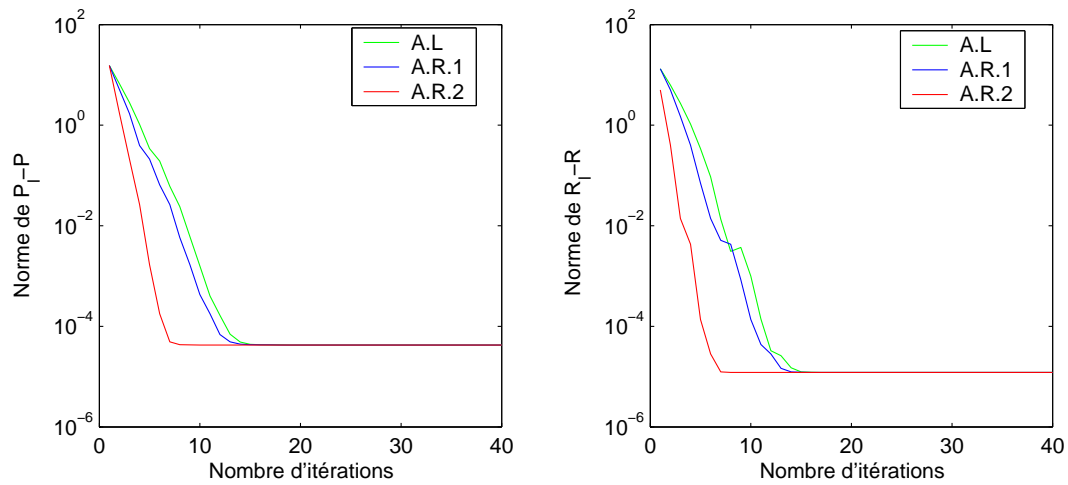 10^2
10^0
10^−2
10^−4
10^−6
0
10
20
30
40
Norme de P_l−P
Nombre d'itérations
A.L
A.R.1
A.R.2
10^2
10^0
10^−2
10^−4
10^−6
0
10
20
30
40
Norme de R_l−R
Nombre d'itérations
A.L
A.R.1
A.R.2